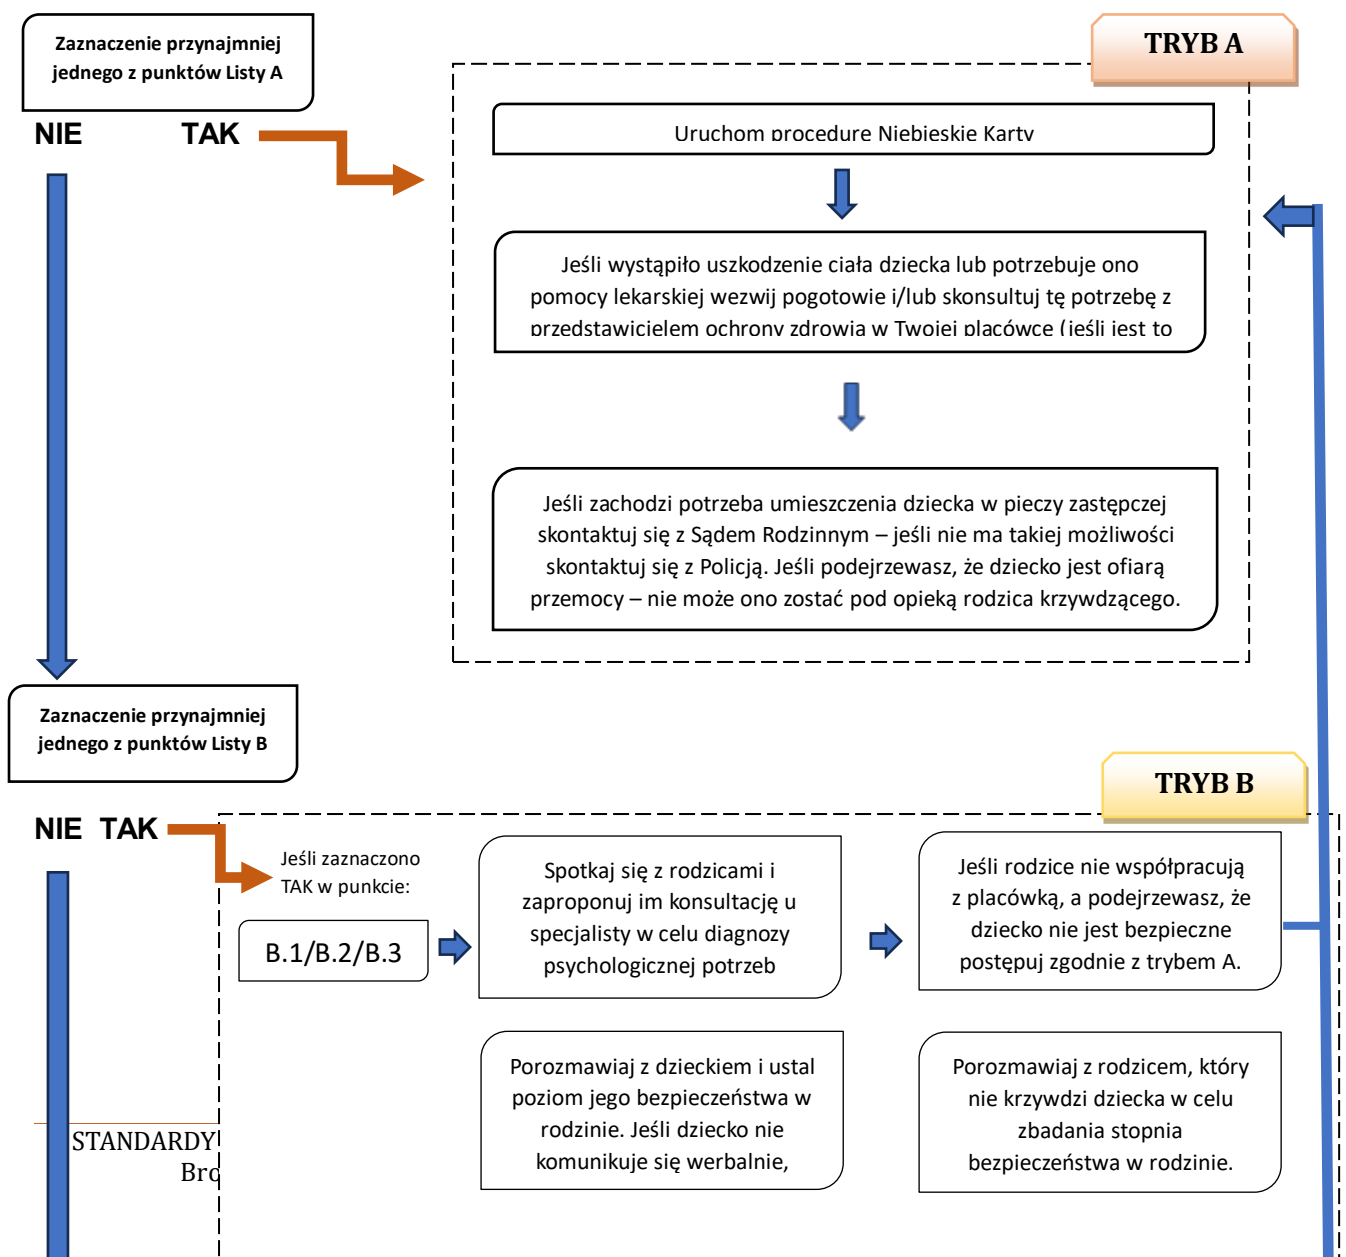 Zaznaczenie przynajmniej
jednego z punktów Listy A
TRYB A
NIE TAK
Uruchom procedurę Niebieskie Karty
Jeśli wystąpiło uszkodzenie ciała dziecka lub potrzebuje ono
pomocy lekarskiej wezwij pogotowie i/lub skonsultuj tę potrzebę z
przedstawicielem ochrony zdrowia w Twojej placówce (jeśli jest to
Jeśli zachodzi potrzeba umieszczenia dziecka w pieczy zastępczej
skontaktuj się z Sądem Rodzinnym – jeśli nie ma takiej możliwości
skontaktuj się z Policją. Jeśli podejrzewasz, że dziecko jest ofiarą
przemocy – nie może ono zostać pod opieką rodzica krzywdzącego.
Zaznaczenie przynajmniej
jednego z punktów Listy B
TRYB B
NIE TAK
Jeśli zaznaczono
TAK w punkcie:
B.1/B.2/B.3
Spotkaj się z rodzicami i
zaproponuj im konsultację u
specjalisty w celu diagnozy
psychologicznej potrzeb
Jeśli rodzice nie współpracują
z placówką, a podejrzewasz, że
dziecko nie jest bezpieczne
postępuj zgodnie z trybem A.
Porozmawiaj z dzieckiem i ustal
poziom jego bezpieczeństwa w
rodzinie. Jeśli dziecko nie
komunikuje się werbalnie,
Porozmawiaj z rodzicem, który
nie krzywdzi dziecka w celu
zbadania stopnia
bezpieczeństwa w rodzinie.
STANDARDY
Bro